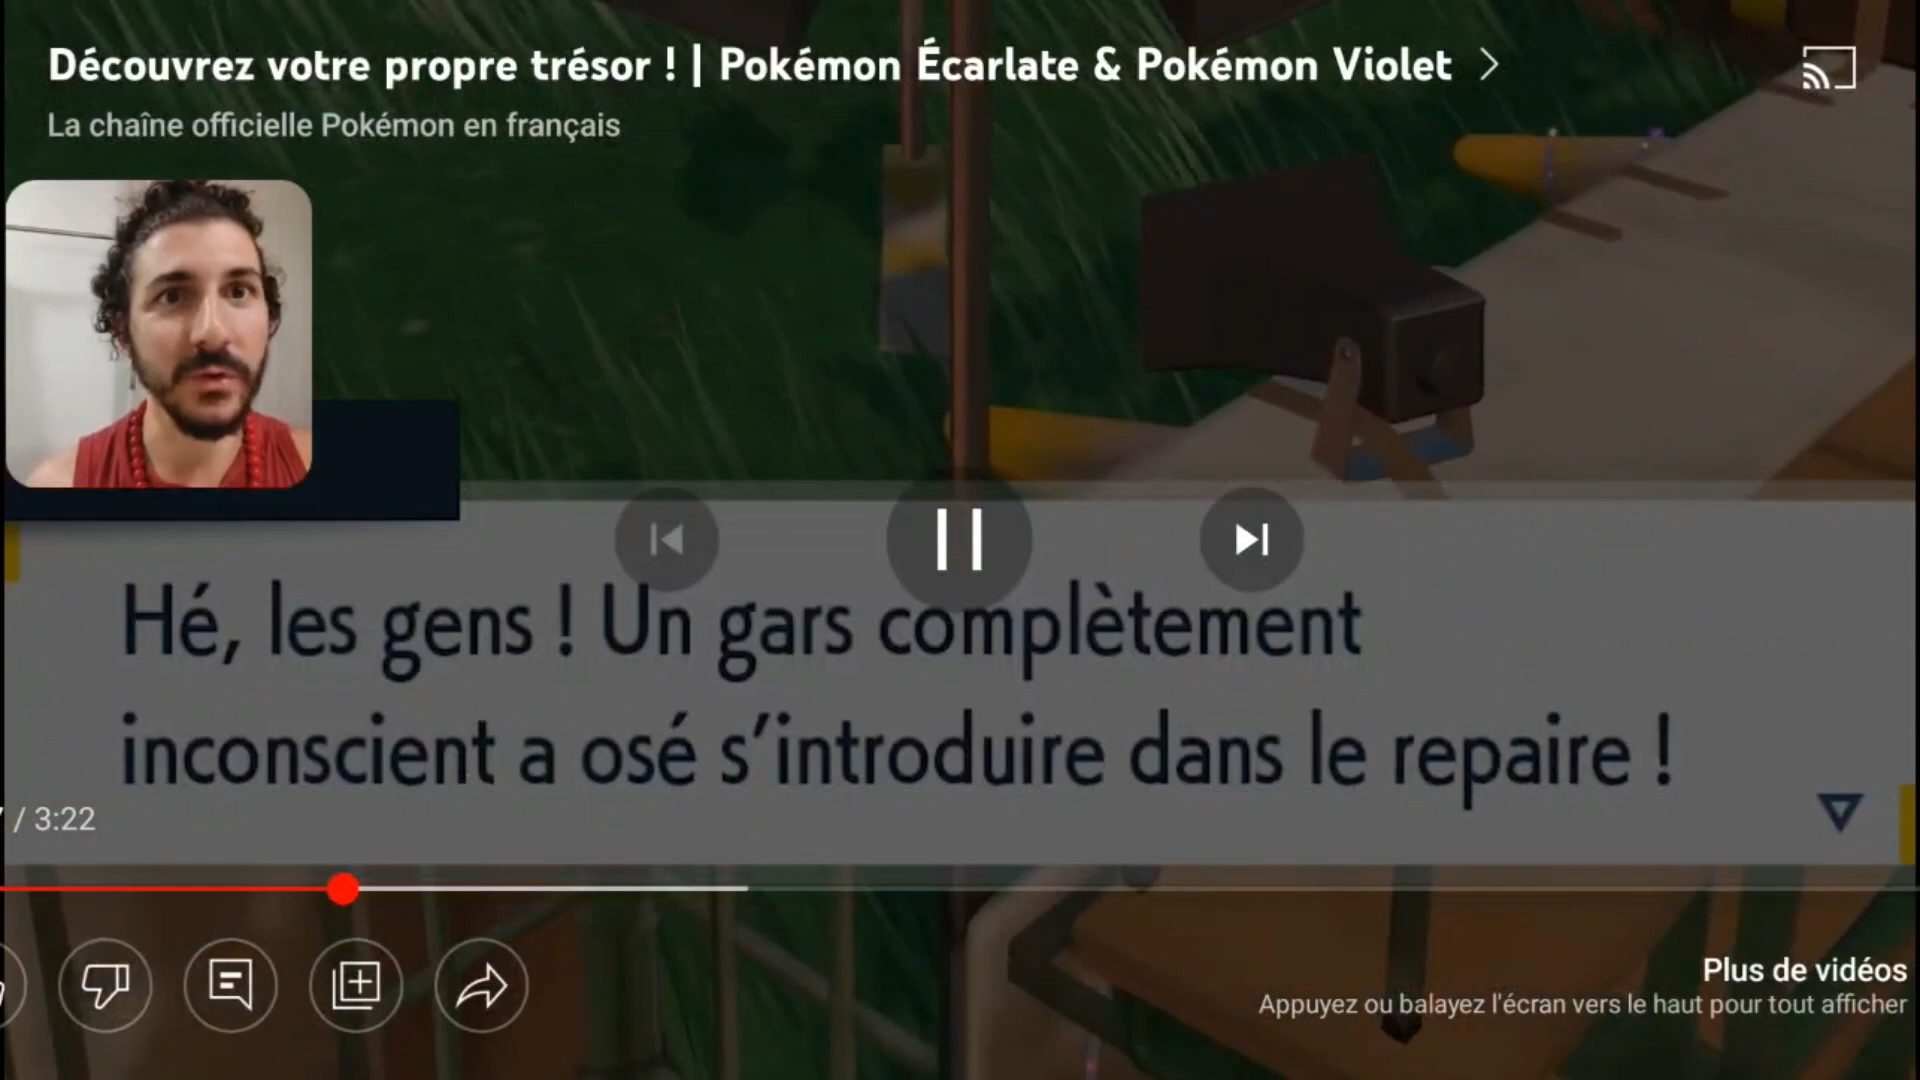 Découvrez votre propre trésor ! | Pokémon Écarlate & Pokémon Violet
La chaîne officielle Pokémon en français
Hé, les gens ! Un gars complètement
inconscient a osé s’introduire dans le repaire !
/ 3:22
Plus de vidéos
Appuyez ou balayez l'écran vers le haut pour tout afficher